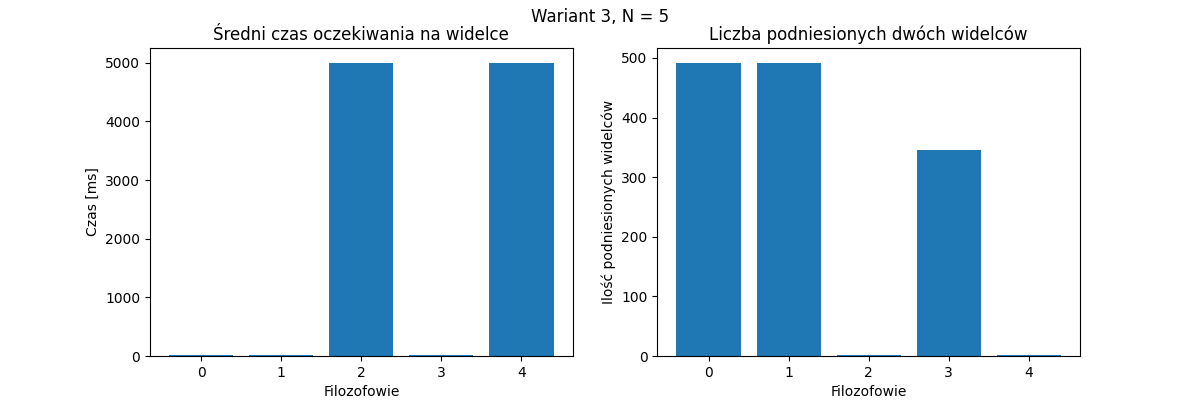 Wariant 3, N = 5
Średni czas oczekiwania na widelce
Czas [ms]
5000
4000
3000
2000
1000
0
0 1 2 3 4
Filozofowie
Liczba podniesionych dwóch widelców
Ilość podniesionych widelców
500
400
300
200
100
0
0 1 2 3 4
Filozofowie